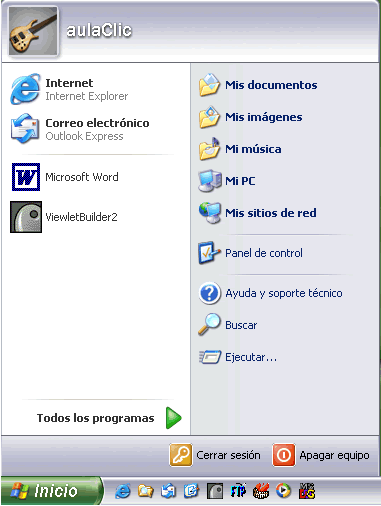 aulaClic
Internet
Internet Explorer
Correo electrónico
Outlook Express
Microsoft Word
ViewletBuilder2
Todos los programas
Mis documentos
Mis imágenes
Mi música
Mi PC
Mis sitios de red
Panel de control
Ayuda y soporte técnico
Buscar
Ejecutar...
Cerrar sesión
Apagar equipo
Inicio